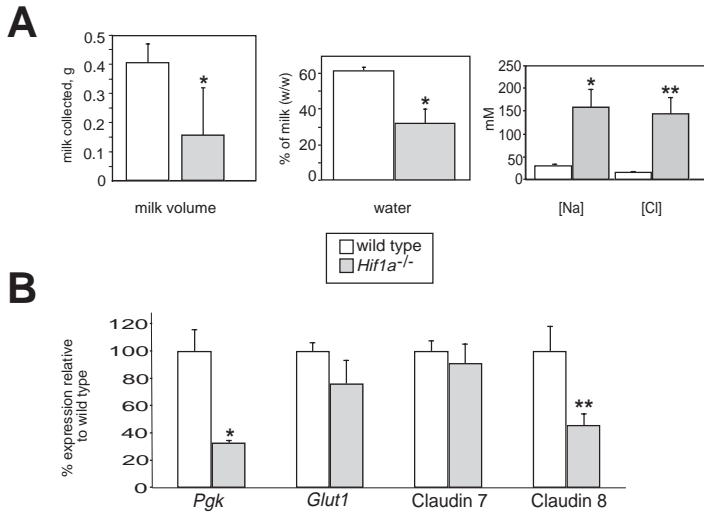 A
milk collected, g
0.5
0.4
0.3
0.2
0.1
0
*
milk volume
% of milk (w/w)
60
40
20
0
*
water
mM
250
200
150
100
50
0
*
**
[Na]
[Cl]
wild type
Hif1a-/-
B
% expression relative
to wild type
120
100
80
60
40
20
0
*
**
Pgk
Glut1
Claudin 7
Claudin 8